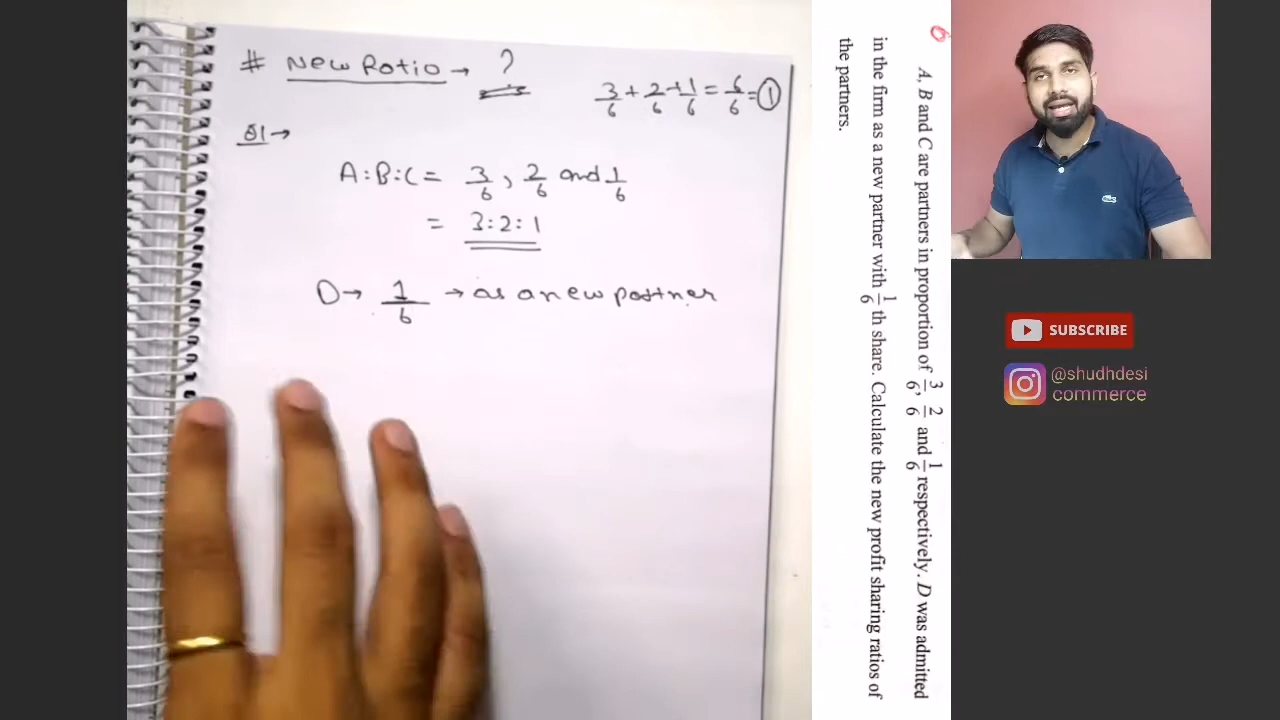 # New Ratio → ?
3/6 + 2/6 + 1/6 = 6/6 = 1
Q1 →
A:B:C = 3/6, 2/6 and 1/6
= 3:2:1
D → 1/6 → as a new partner
A, B and C are partners in proportion of 3/6, 2/6 and 1/6 respectively. D was admitted
in the firm as a new partner with 1/6 th share. Calculate the new profit sharing ratios of
the partners.
SUBSCRIBE
@shudhdesi
commerce